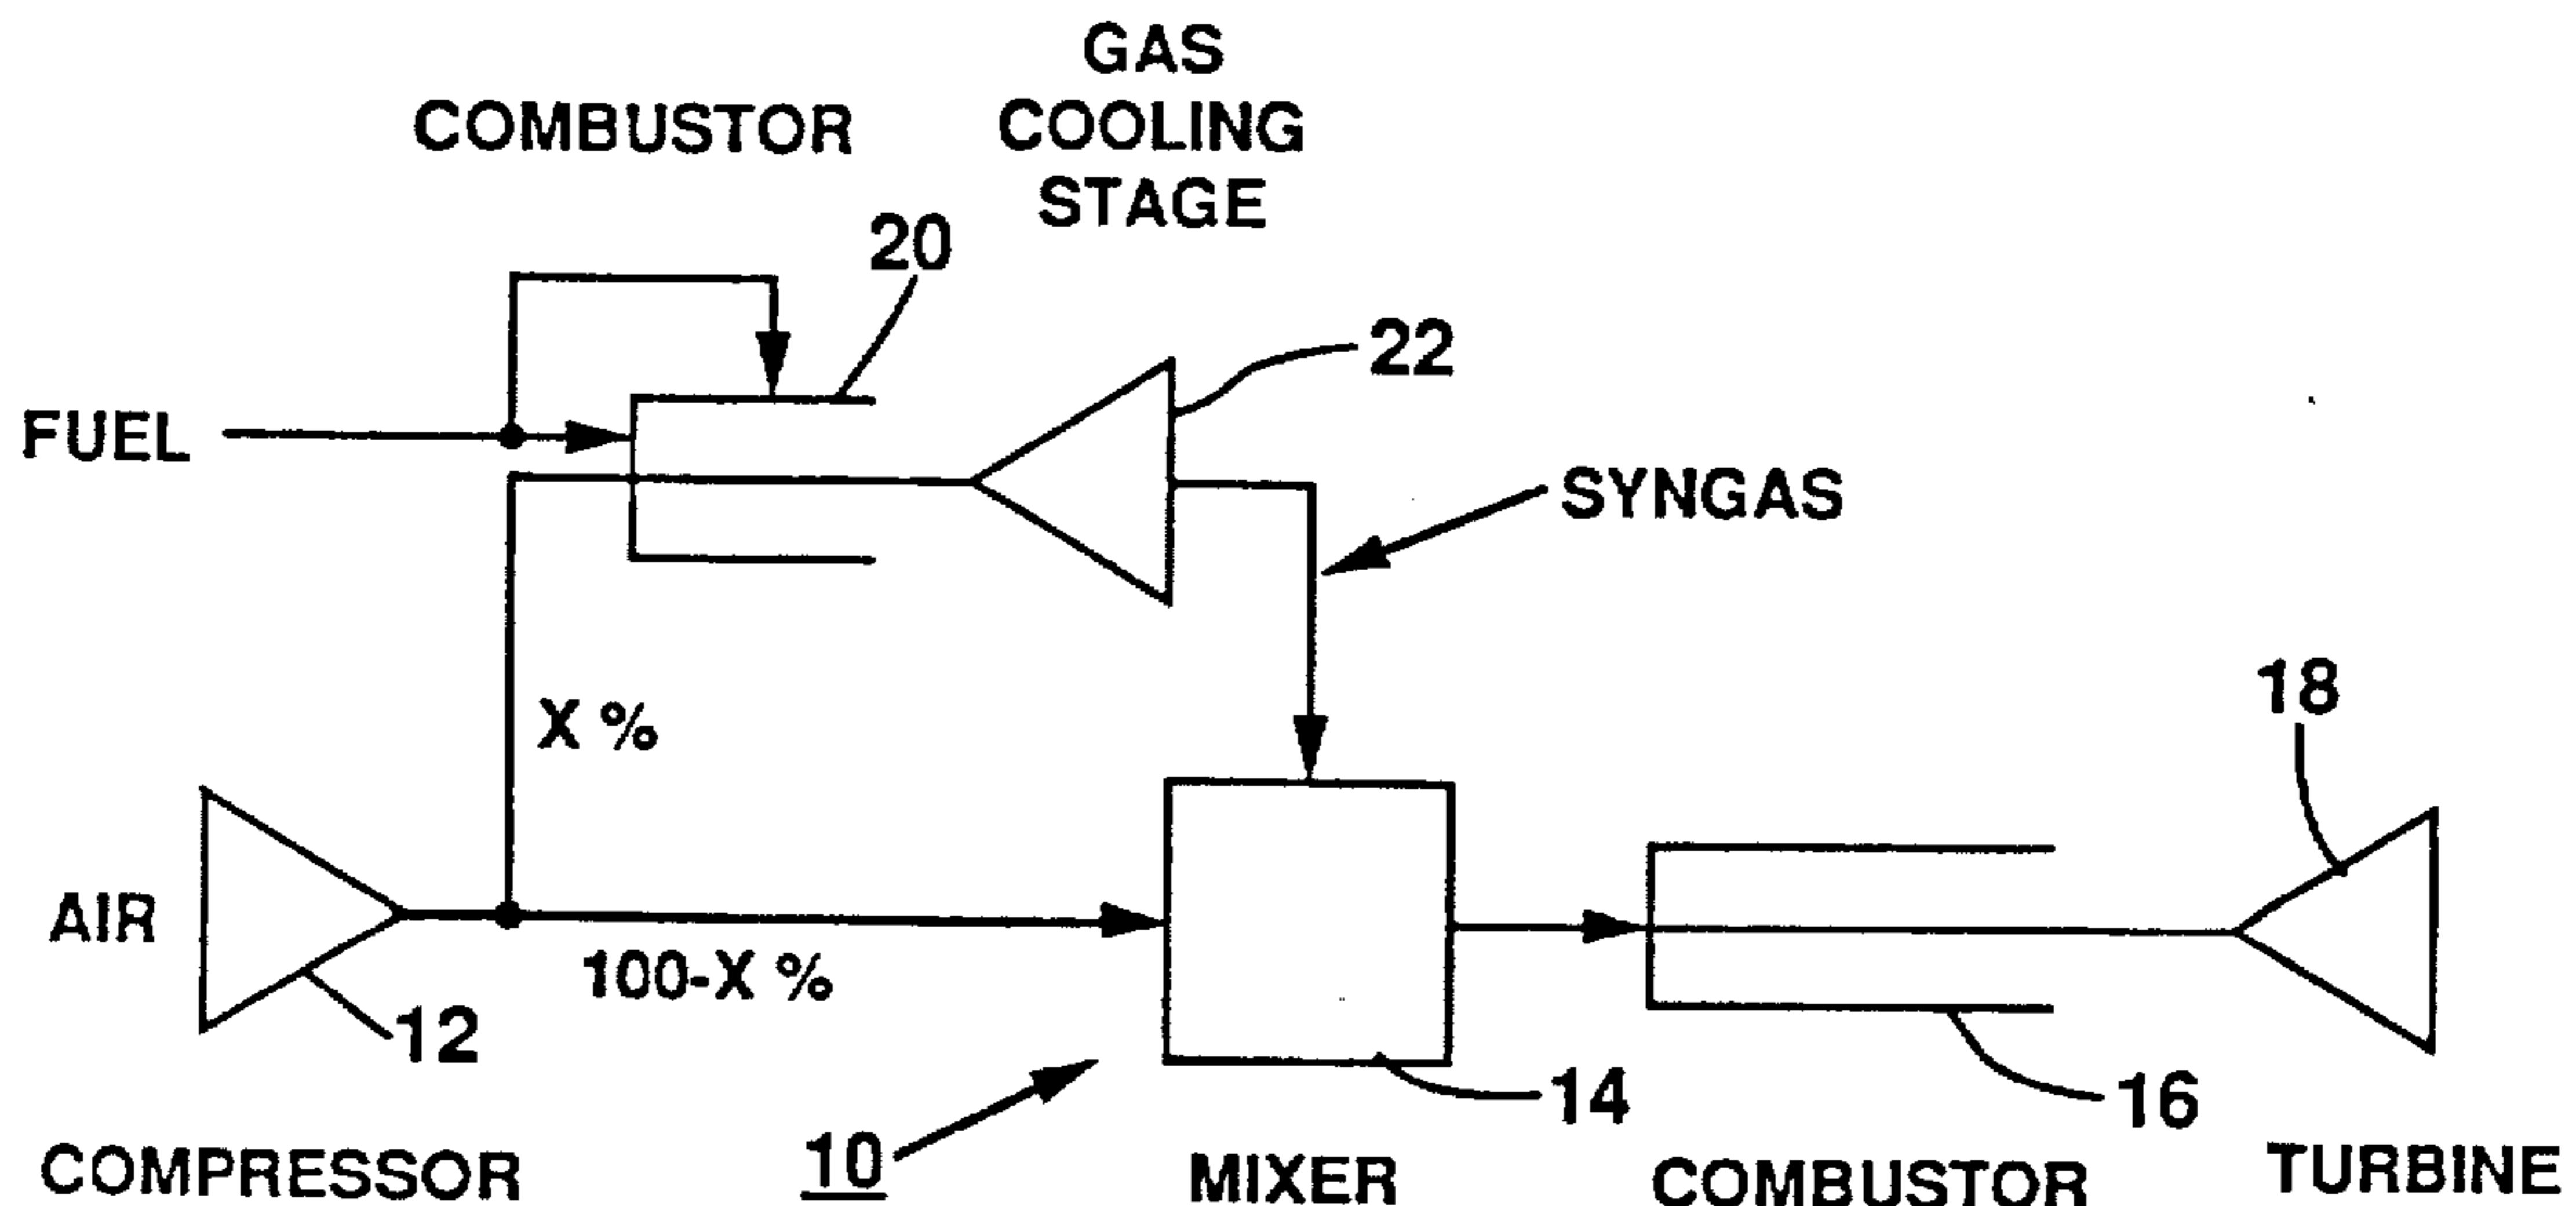 GAS
COOLING
STAGE
COMBUSTOR
20
22
FUEL
SYNGAS
X %
18
AIR
100-X %
12
14
16
10
COMPRESSOR
MIXER
COMBUSTOR
TURBINE